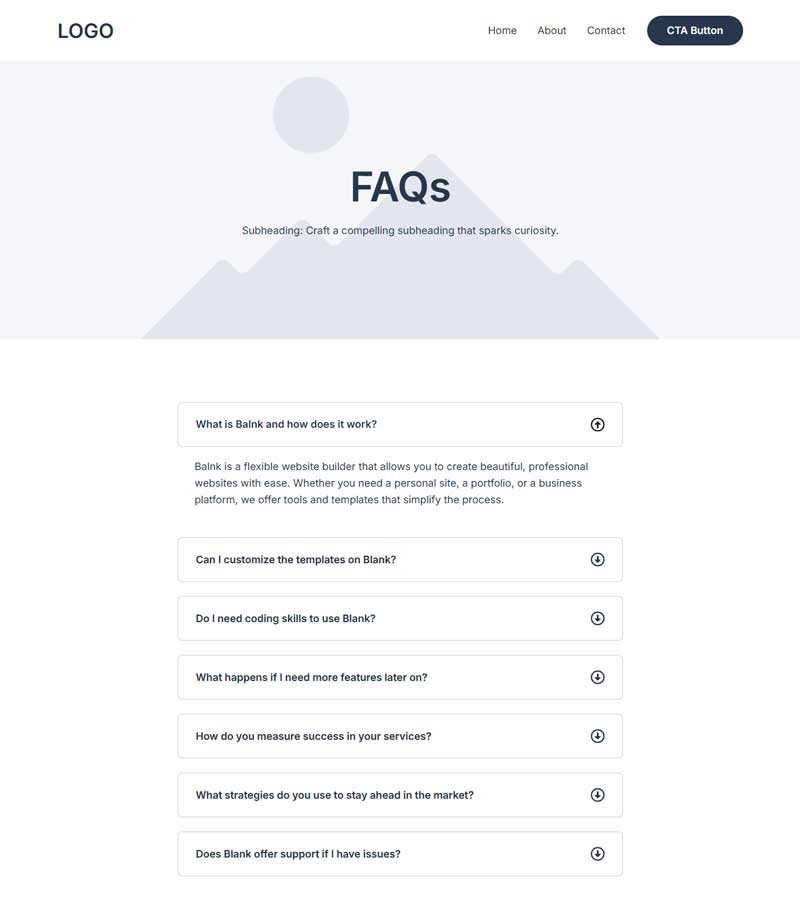 LOGO
Home
About
Contact
CTA Button
FAQs
Subheading: Craft a compelling subheading that sparks curiosity.
What is Balnk and how does it work?
Balnk is a flexible website builder that allows you to create beautiful, professional
websites with ease. Whether you need a personal site, a portfolio, or a business
platform, we offer tools and templates that simplify the process.
Can I customize the templates on Blank?
Do I need coding skills to use Blank?
What happens if I need more features later on?
How do you measure success in your services?
What strategies do you use to stay ahead in the market?
Does Blank offer support if I have issues?